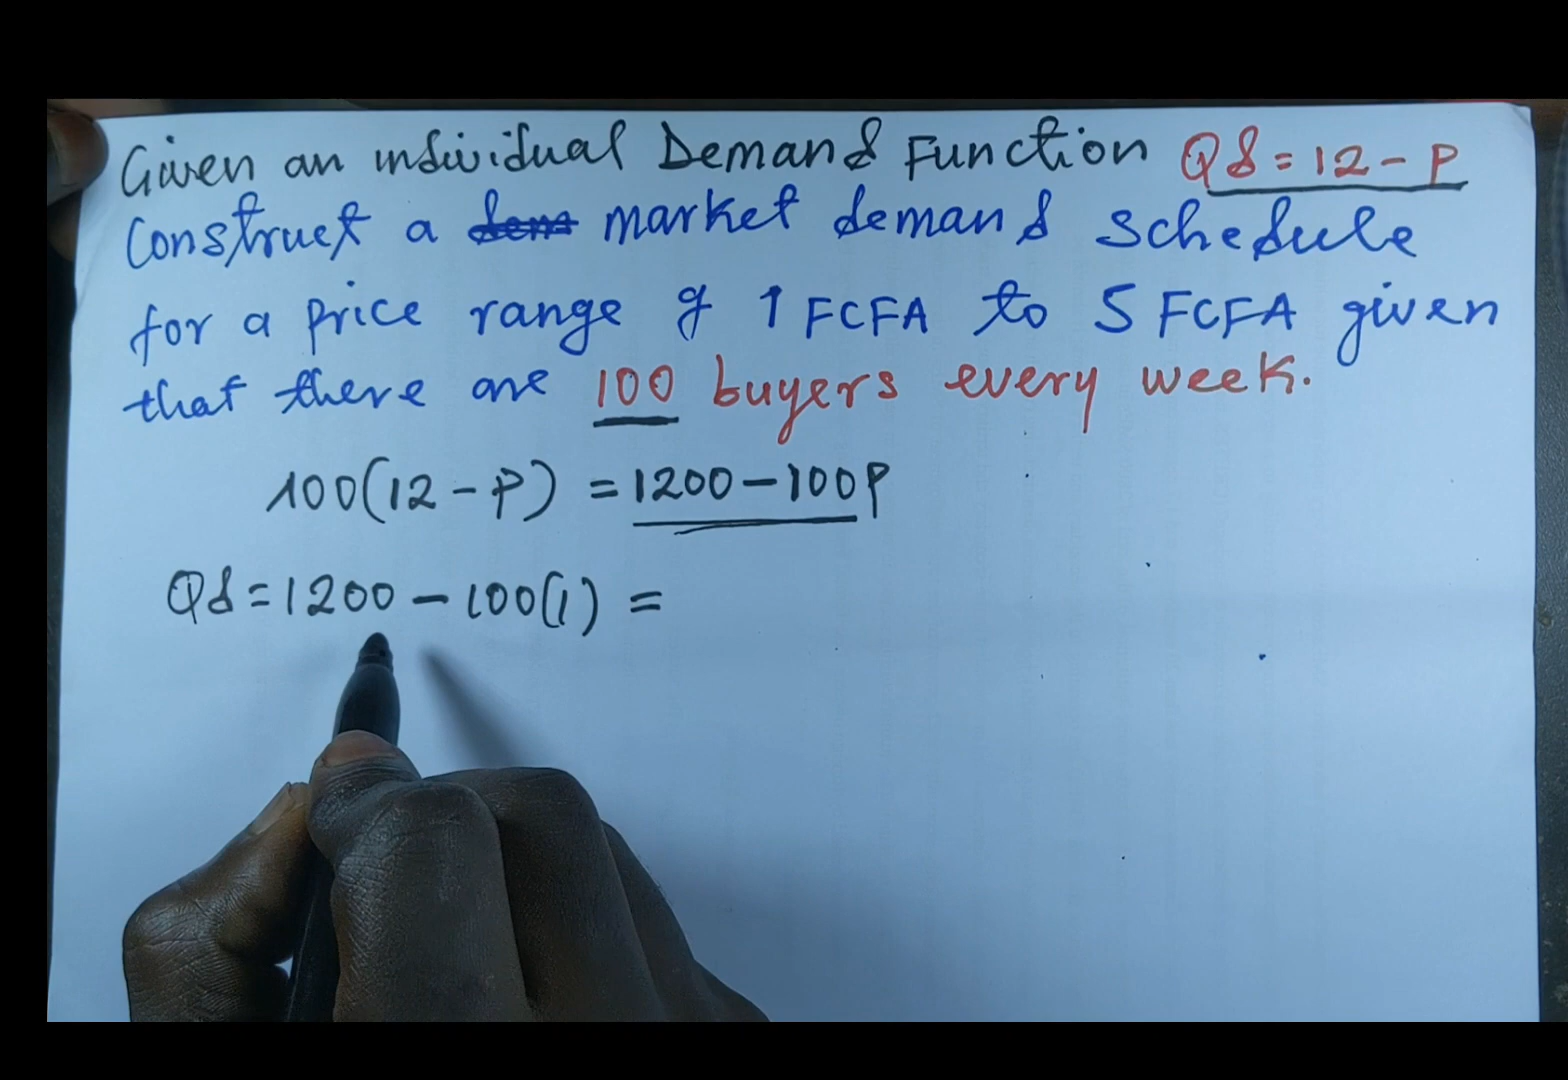 Given an individual Demand Function Qd = 12 - P
Construct a market demand schedule
for a price range of 1 FCFA to 5 FCFA given
that there are 100 buyers every week.
100(12 - P) = 1200 - 100P
Qd = 1200 - 100(1) =